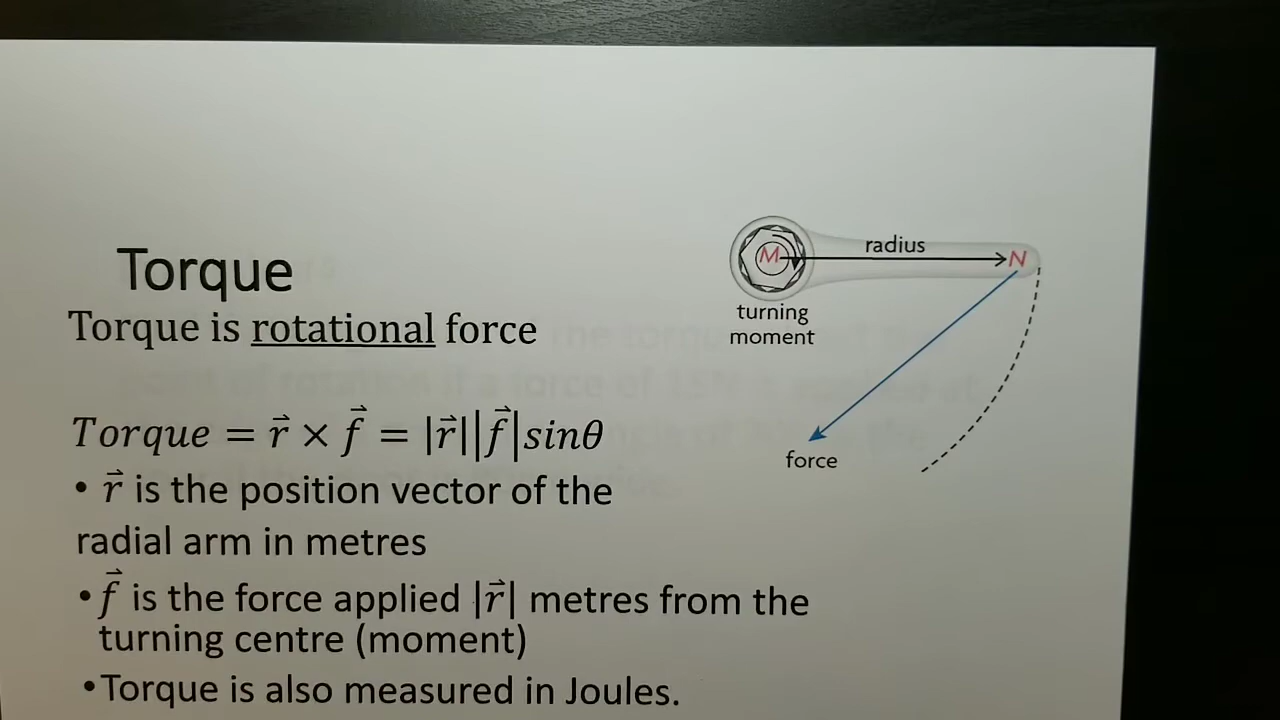 Torque
Torque is rotational force
Torque = r⃗ × f⃗ = |r⃗||f⃗|sinθ
• r⃗ is the position vector of the
radial arm in metres
• f⃗ is the force applied |r⃗| metres from the
turning centre (moment)
• Torque is also measured in Joules.
M
radius
N
turning
moment
force